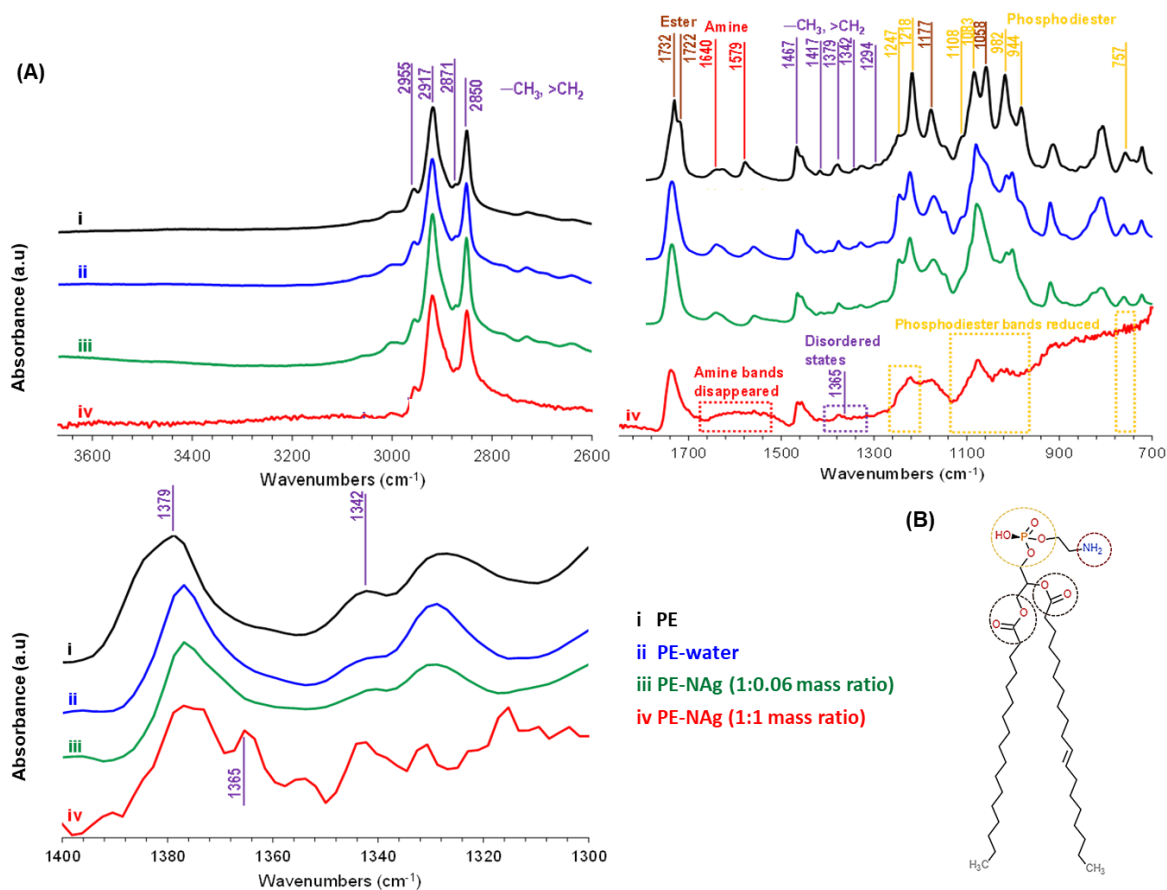 (A)
2955
2917
2871
2850
—CH₃, >CH₂
i
ii
iii
iv
Absorbance (a.u)
3600 3400 3200 3000 2800 2600
Wavenumbers (cm⁻¹)
Ester
1732
1722
Amine
1640
1579
—CH₃, >CH₂
1467
1417
1379
1342
1294
Phosphodiester
1247
1218
1177
1108
1083
1058
982
944
757
Phosphodiester bands reduced
Disordered
states
1365
Amine bands
disappeared
iv
1700 1500 1300 1100 900 700
Wavenumbers (cm⁻¹)
1379
1342
i
ii
iii
iv
1365
Absorbance (a.u)
1400 1380 1360 1340 1320 1300
Wavenumbers (cm⁻¹)
i PE
ii PE-water
iii PE-NAg (1:0.06 mass ratio)
iv PE-NAg (1:1 mass ratio)
(B)
O
HO P O
NH₂
O
O
O
O
O
H₃C
CH₃